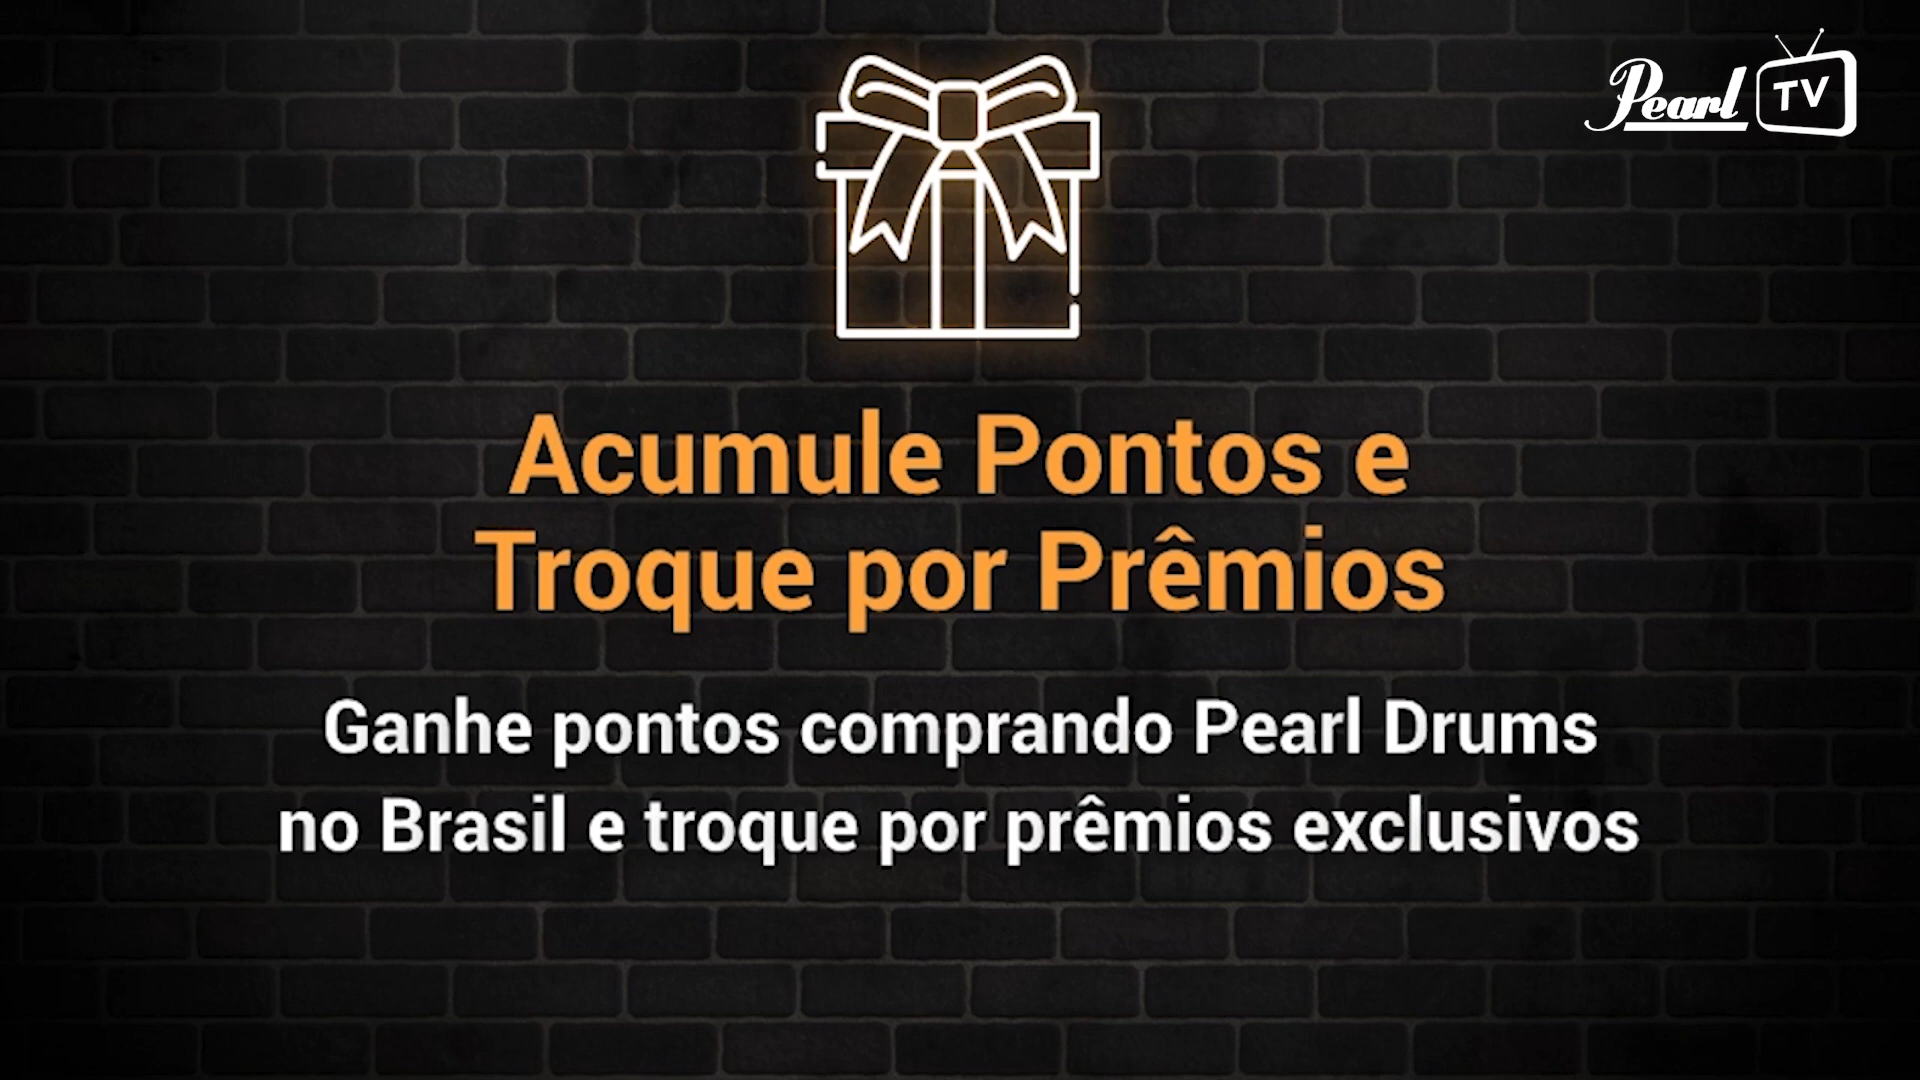 Pearl TV
Acumule Pontos e
Troque por Prêmios
Ganhe pontos comprando Pearl Drums
no Brasil e troque por prêmios exclusivos